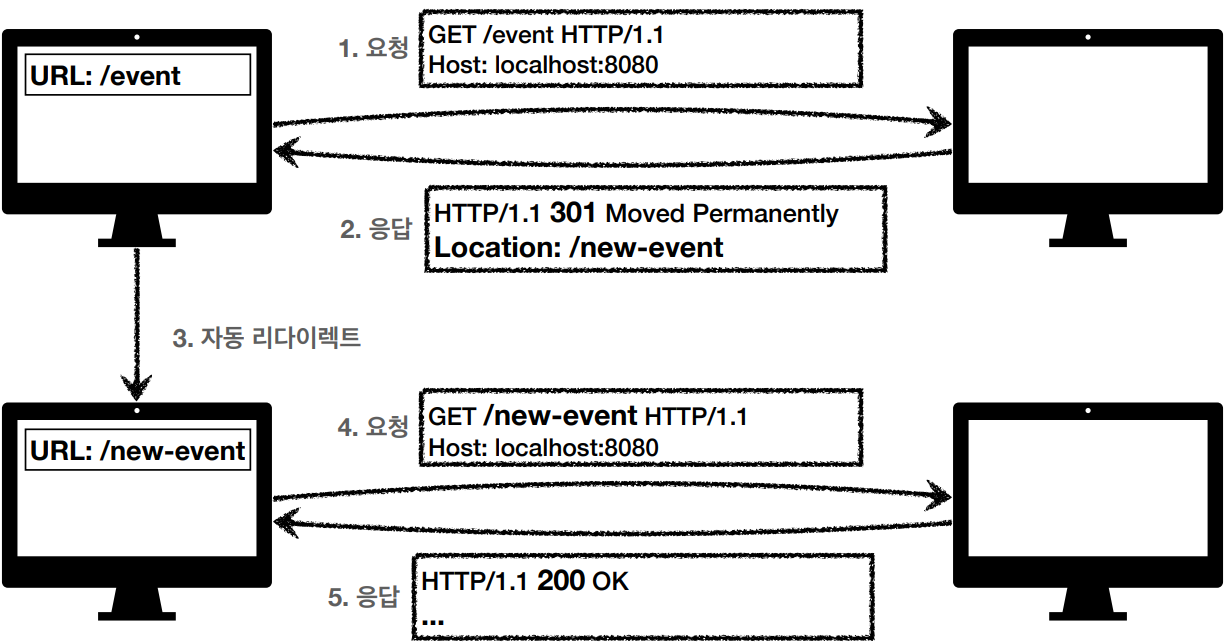 URL: /event
1. 요청
GET /event HTTP/1.1
Host: localhost:8080
2. 응답
HTTP/1.1 301 Moved Permanently
Location: /new-event
3. 자동 리다이렉트
URL: /new-event
4. 요청
GET /new-event HTTP/1.1
Host: localhost:8080
5. 응답
HTTP/1.1 200 OK
...